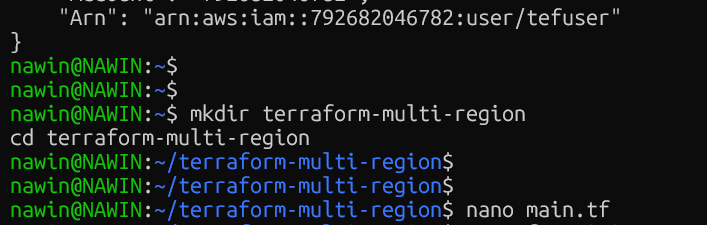 "Arn": "arn:aws:iam::792682046782:user/tefuser"
}
nawin@NAWIN:~$
nawin@NAWIN:~$
nawin@NAWIN:~$ mkdir terraform-multi-region
cd terraform-multi-region
nawin@NAWIN:~/terraform-multi-region$
nawin@NAWIN:~/terraform-multi-region$
nawin@NAWIN:~/terraform-multi-region$ nano main.tf